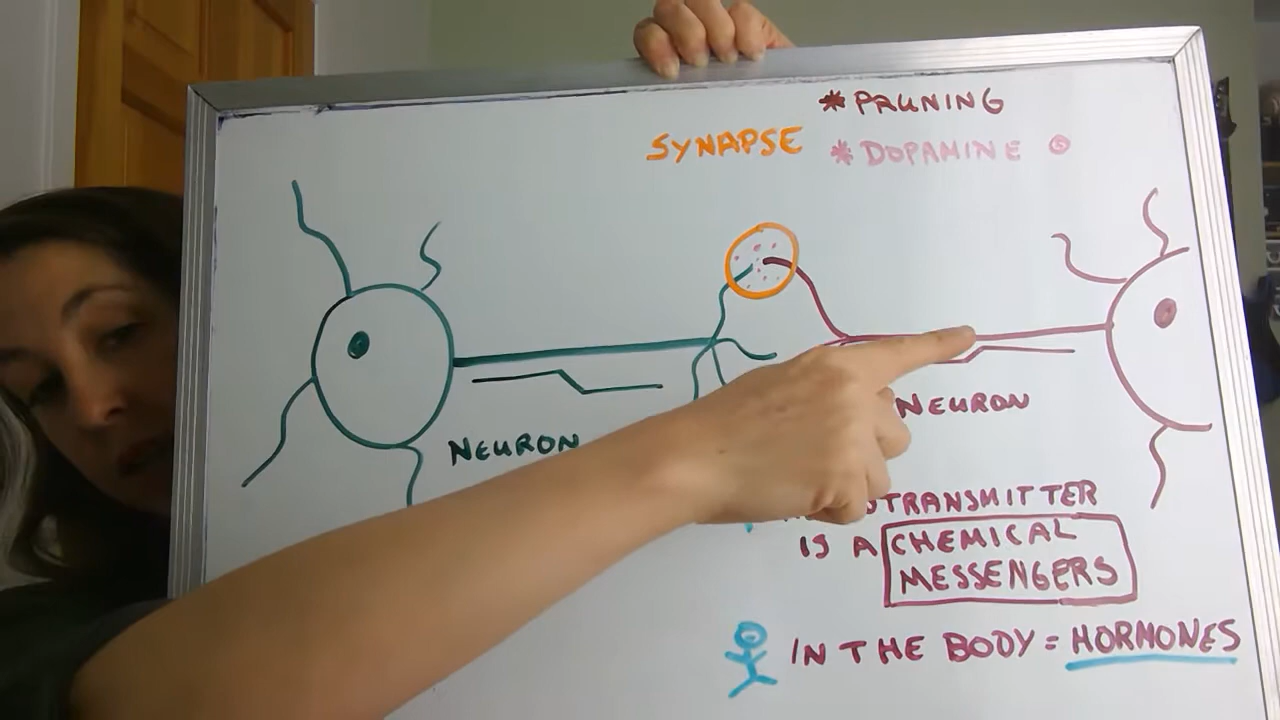 * PRUNING
SYNAPSE * DOPAMINE
NEURON
NEURON
TRANSMITTER
IS A CHEMICAL
MESSENGERS
IN THE BODY = HORMONES